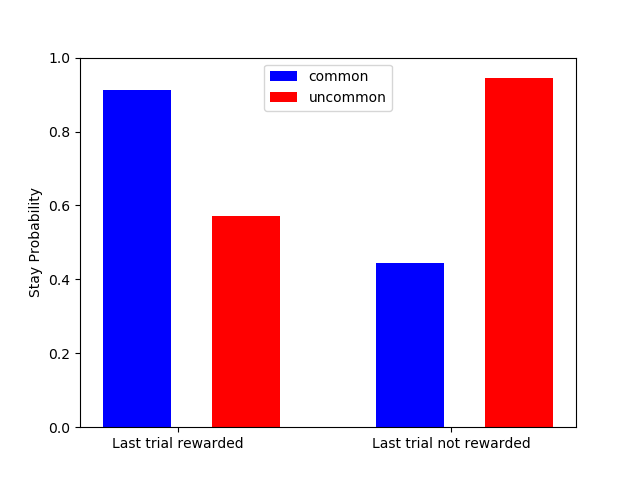 common
uncommon
Stay Probability
1.0
0.8
0.6
0.4
0.2
0.0
Last trial rewarded
Last trial not rewarded